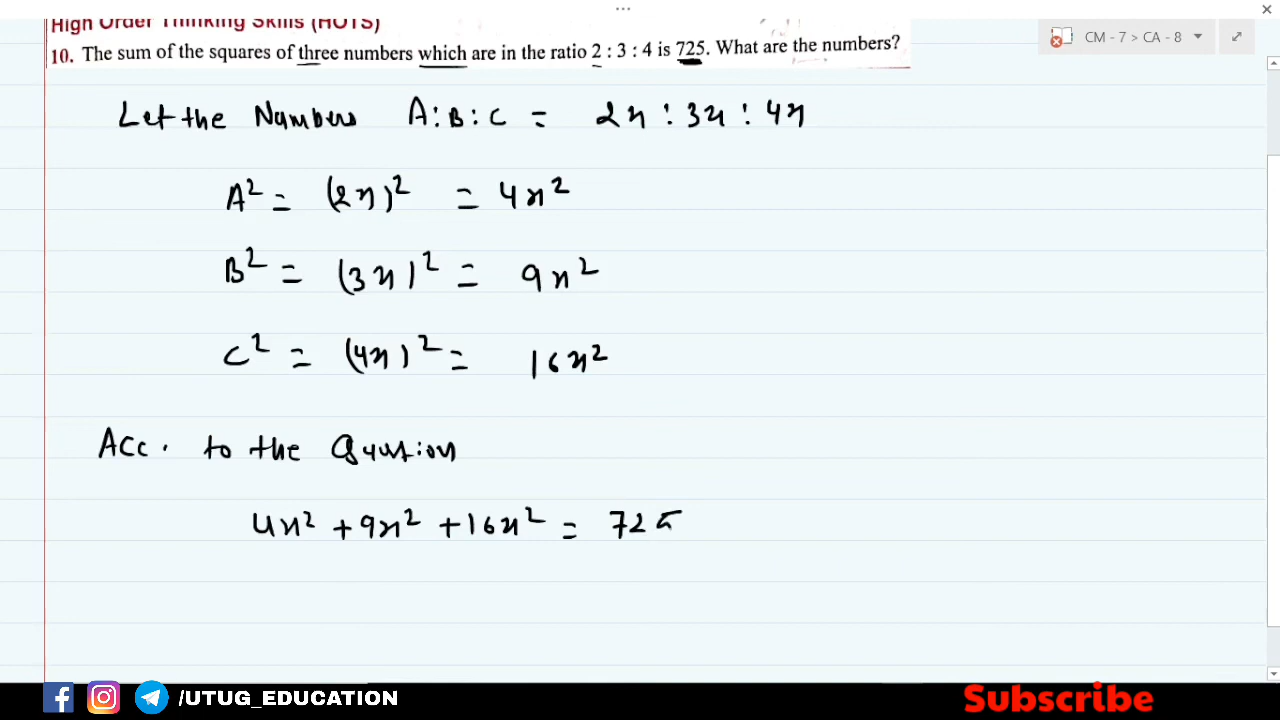 High Order Thinking Skills (HOTS)
CM - 7 > CA - 8
10. The sum of the squares of three numbers which are in the ratio 2 : 3 : 4 is 725. What are the numbers?
Let the Numbers A:B:C = 2x : 3x : 4x
A² = (2x)² = 4x²
B² = (3x)² = 9x²
C² = (4x)² = 16x²
Acc. to the Question
4x² + 9x² + 16x² = 725
/UTUG_EDUCATION
Subscribe